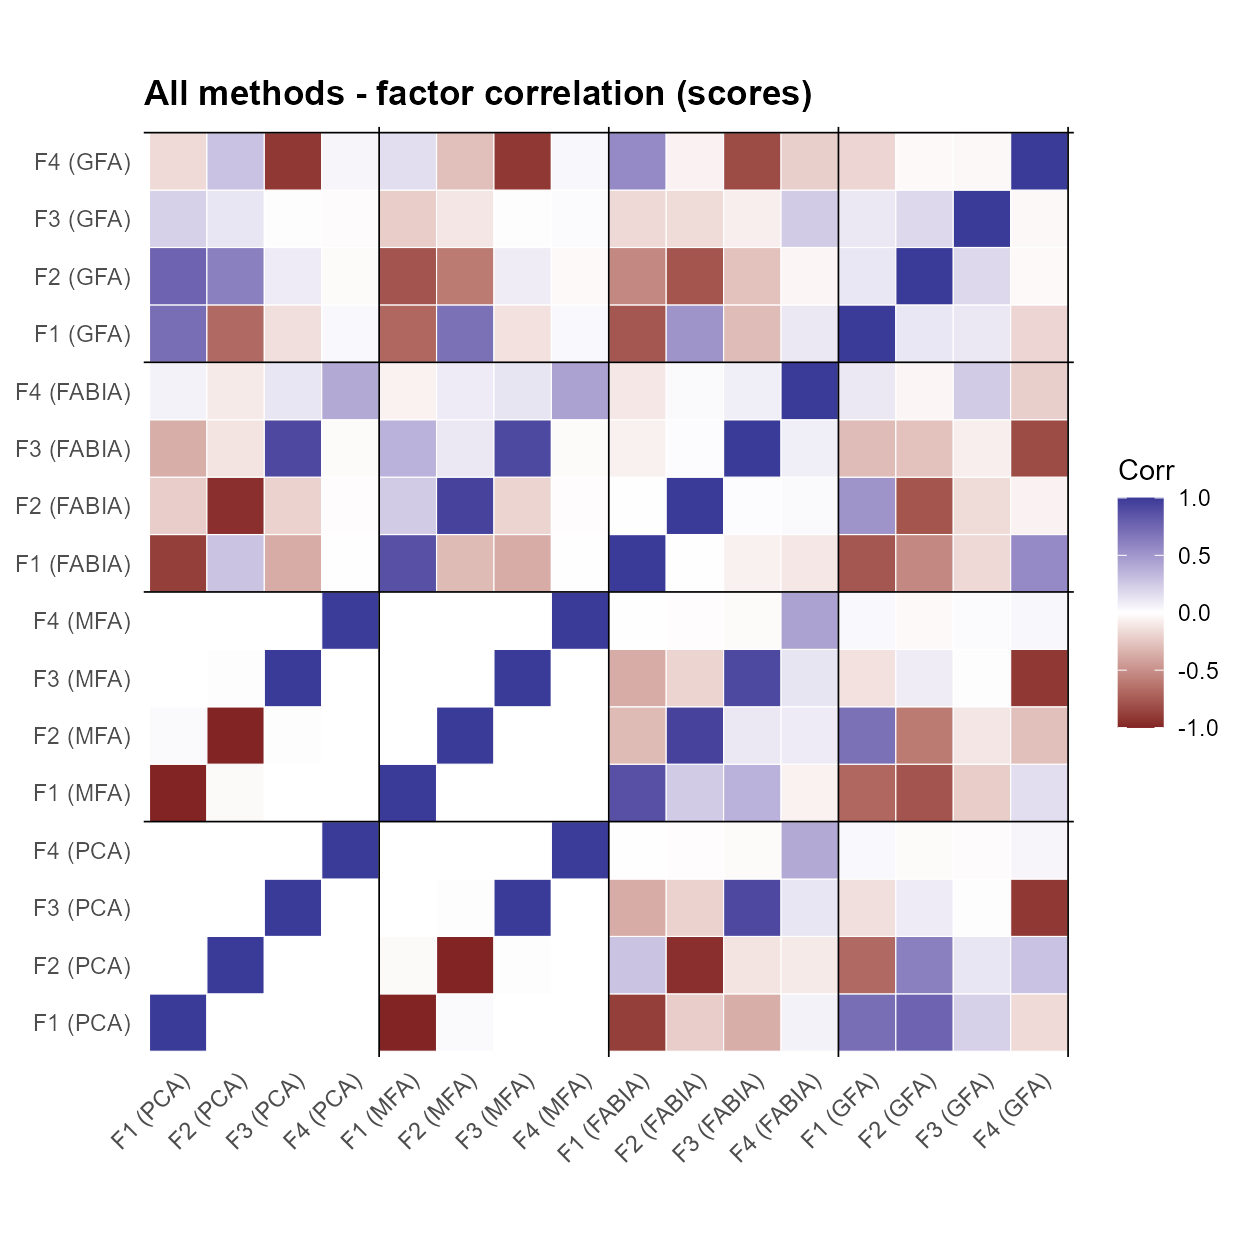 All methods - factor correlation (scores)
F4 (GFA)
F3 (GFA)
F2 (GFA)
F1 (GFA)
F4 (FABIA)
F3 (FABIA)
F2 (FABIA)
F1 (FABIA)
F4 (MFA)
F3 (MFA)
F2 (MFA)
F1 (MFA)
F4 (PCA)
F3 (PCA)
F2 (PCA)
F1 (PCA)
F1 (PCA)
F2 (PCA)
F3 (PCA)
F4 (PCA)
F1 (MFA)
F2 (MFA)
F3 (MFA)
F4 (MFA)
F1 (FABIA)
F2 (FABIA)
F3 (FABIA)
F4 (FABIA)
F1 (GFA)
F2 (GFA)
F3 (GFA)
F4 (GFA)
Corr
1.0
0.5
0.0
-0.5
-1.0